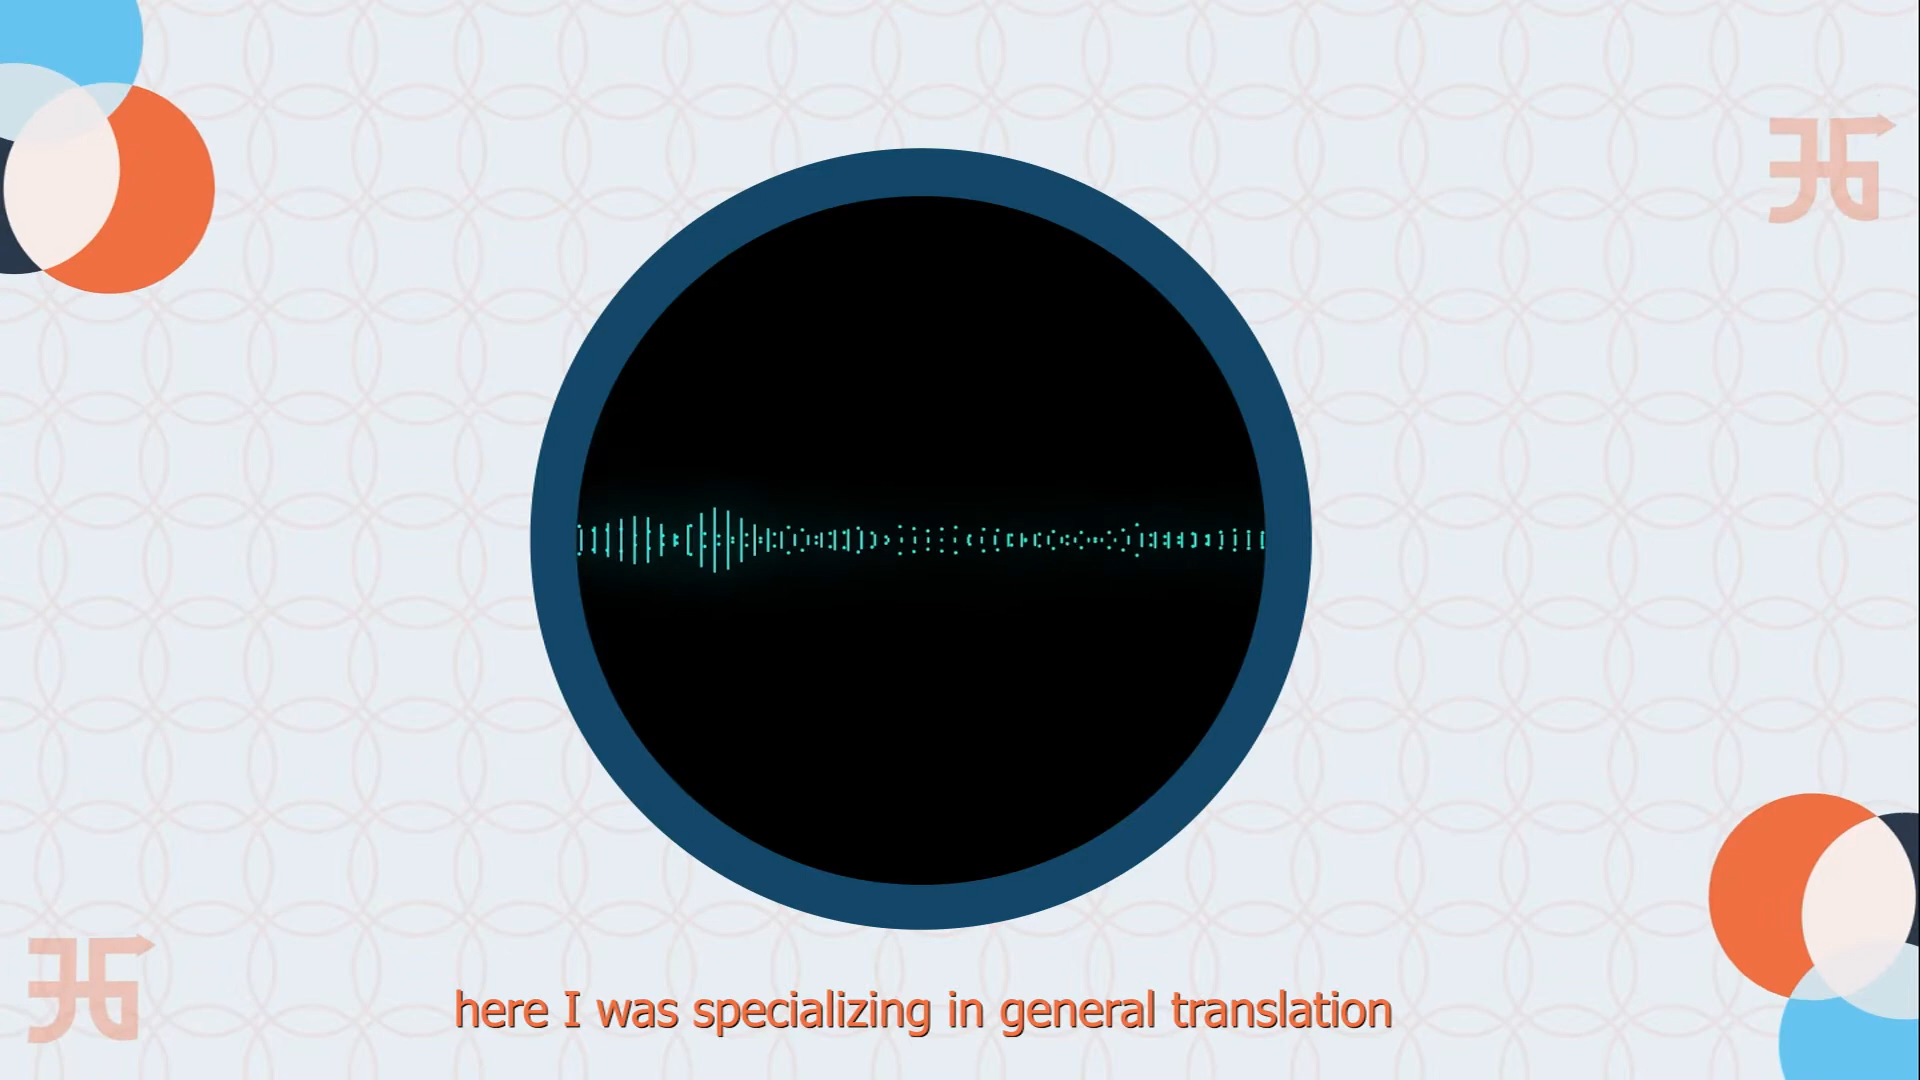 here I was specializing in general translation